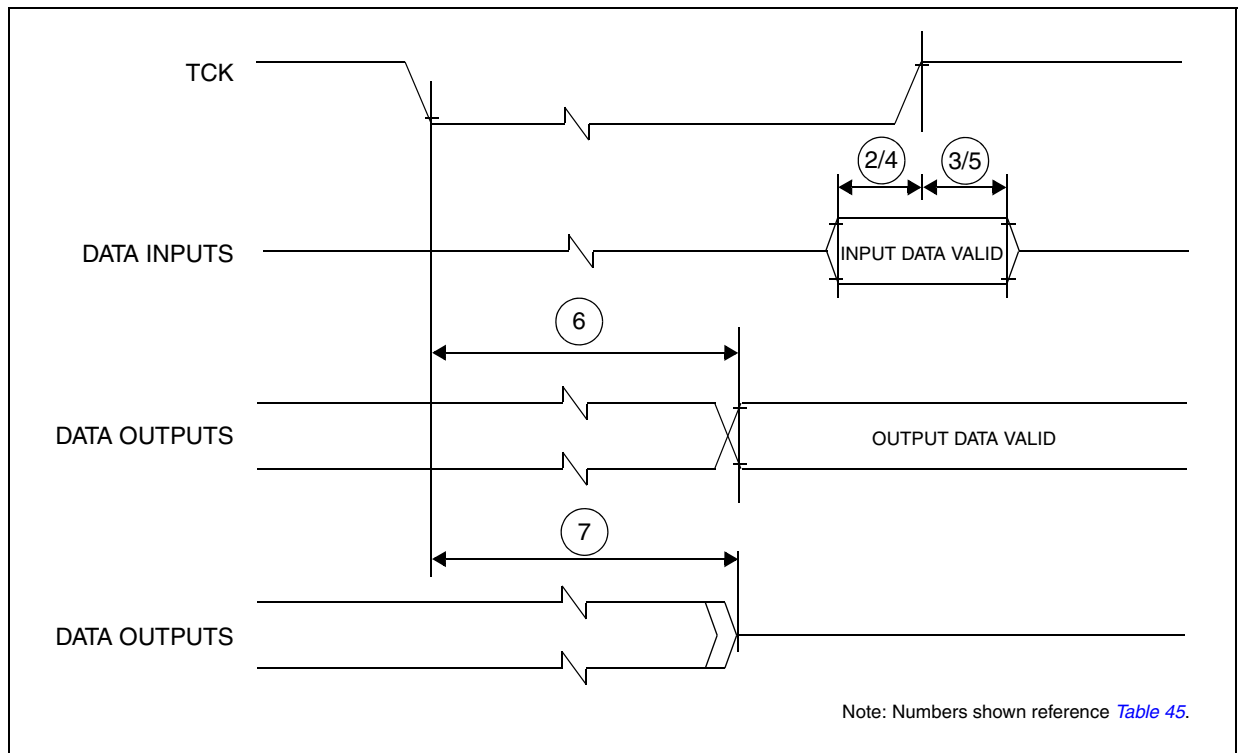 TCK
2/4
3/5
DATA INPUTS
INPUT DATA VALID
6
DATA OUTPUTS
OUTPUT DATA VALID
7
DATA OUTPUTS
Note: Numbers shown reference Table 45.